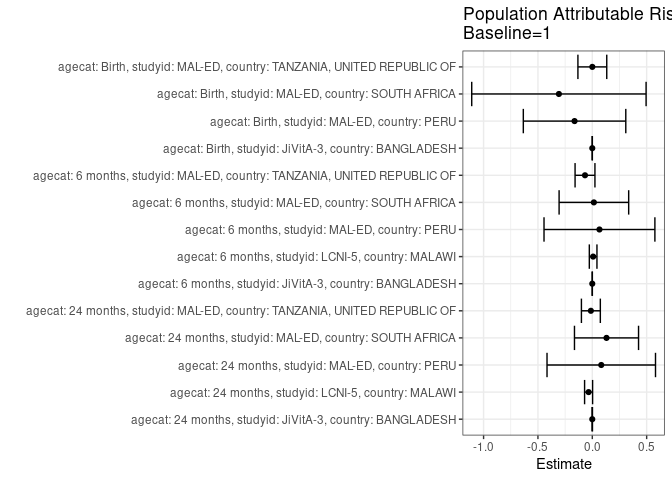 Population Attributable Ris
Baseline=1
agecat: Birth, studyid: MAL-ED, country: TANZANIA, UNITED REPUBLIC OF
agecat: Birth, studyid: MAL-ED, country: SOUTH AFRICA
agecat: Birth, studyid: MAL-ED, country: PERU
agecat: Birth, studyid: JiVitA-3, country: BANGLADESH
agecat: 6 months, studyid: MAL-ED, country: TANZANIA, UNITED REPUBLIC OF
agecat: 6 months, studyid: MAL-ED, country: SOUTH AFRICA
agecat: 6 months, studyid: MAL-ED, country: PERU
agecat: 6 months, studyid: LCNI-5, country: MALAWI
agecat: 6 months, studyid: JiVitA-3, country: BANGLADESH
agecat: 24 months, studyid: MAL-ED, country: TANZANIA, UNITED REPUBLIC OF
agecat: 24 months, studyid: MAL-ED, country: SOUTH AFRICA
agecat: 24 months, studyid: MAL-ED, country: PERU
agecat: 24 months, studyid: LCNI-5, country: MALAWI
agecat: 24 months, studyid: JiVitA-3, country: BANGLADESH
-1.0 -0.5 0.0 0.5
Estimate